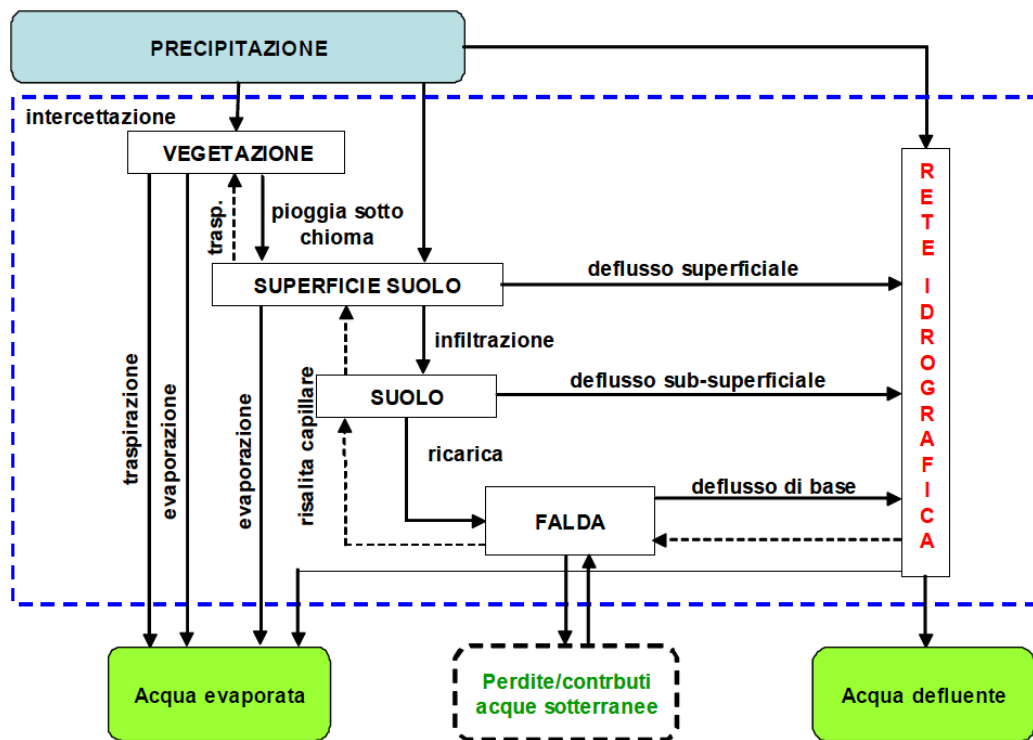 PRECIPITAZIONE
intercettazione
VEGETAZIONE
trasp.
pioggia sotto
chioma
SUPERFICIE SUOLO
deflusso superficiale
infiltrazione
SUOLO
deflusso sub-superficiale
traspirazione
evaporazione
evaporazione
risalita capillare
ricarica
FALDA
deflusso di base
RETE IDROGRAFICA
Acqua evaporata
Perdite/contrbuti
acque sotterranee
Acqua defluente